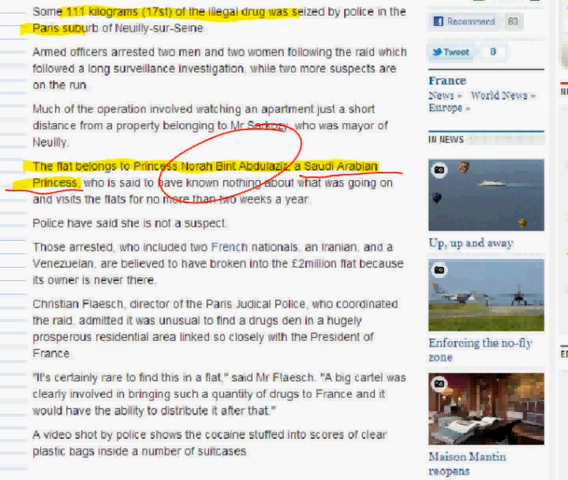 Some 111 kilograms (17st) of the illegal drug was seized by police in the
Paris suburb of Neuilly-sur-Seine.
Armed officers arrested two men and two women following the raid which
followed a long surveillance investigation, while two more suspects are
on the run.
Much of the operation involved watching an apartment just a short
distance from a property belonging to Mr Sarkozy, who was mayor of
Neuilly.
The flat belongs to Princess Norah Bint Abdulaziz, a Saudi Arabian
Princess, who is said to have known nothing about what was going on
and visits the flats for no more than two weeks a year.
Police have said she is not a suspect.
Those arrested, who included two French nationals, an Iranian, and a
Venezuelan, are believed to have broken into the £2million flat because
its owner is never there.
Christian Flaesch, director of the Paris Judical Police, who coordinated
the raid, admitted it was unusual to find a drugs den in a hugely
prosperous residential area linked so closely with the President of
France.
"It's certainly rare to find this in a flat," said Mr Flaesch. "A big cartel was
clearly involved in bringing such a quantity of drugs to France and it
would have the ability to distribute it after that."
A video shot by police shows the cocaine stuffed into scores of clear
plastic bags inside a number of suitcases.
Recommend 83
Tweet 0
France
News » World News »
Europe »
IN NEWS
Up, up and away
Enforcing the no-fly
zone
Maison Mantin
reopens